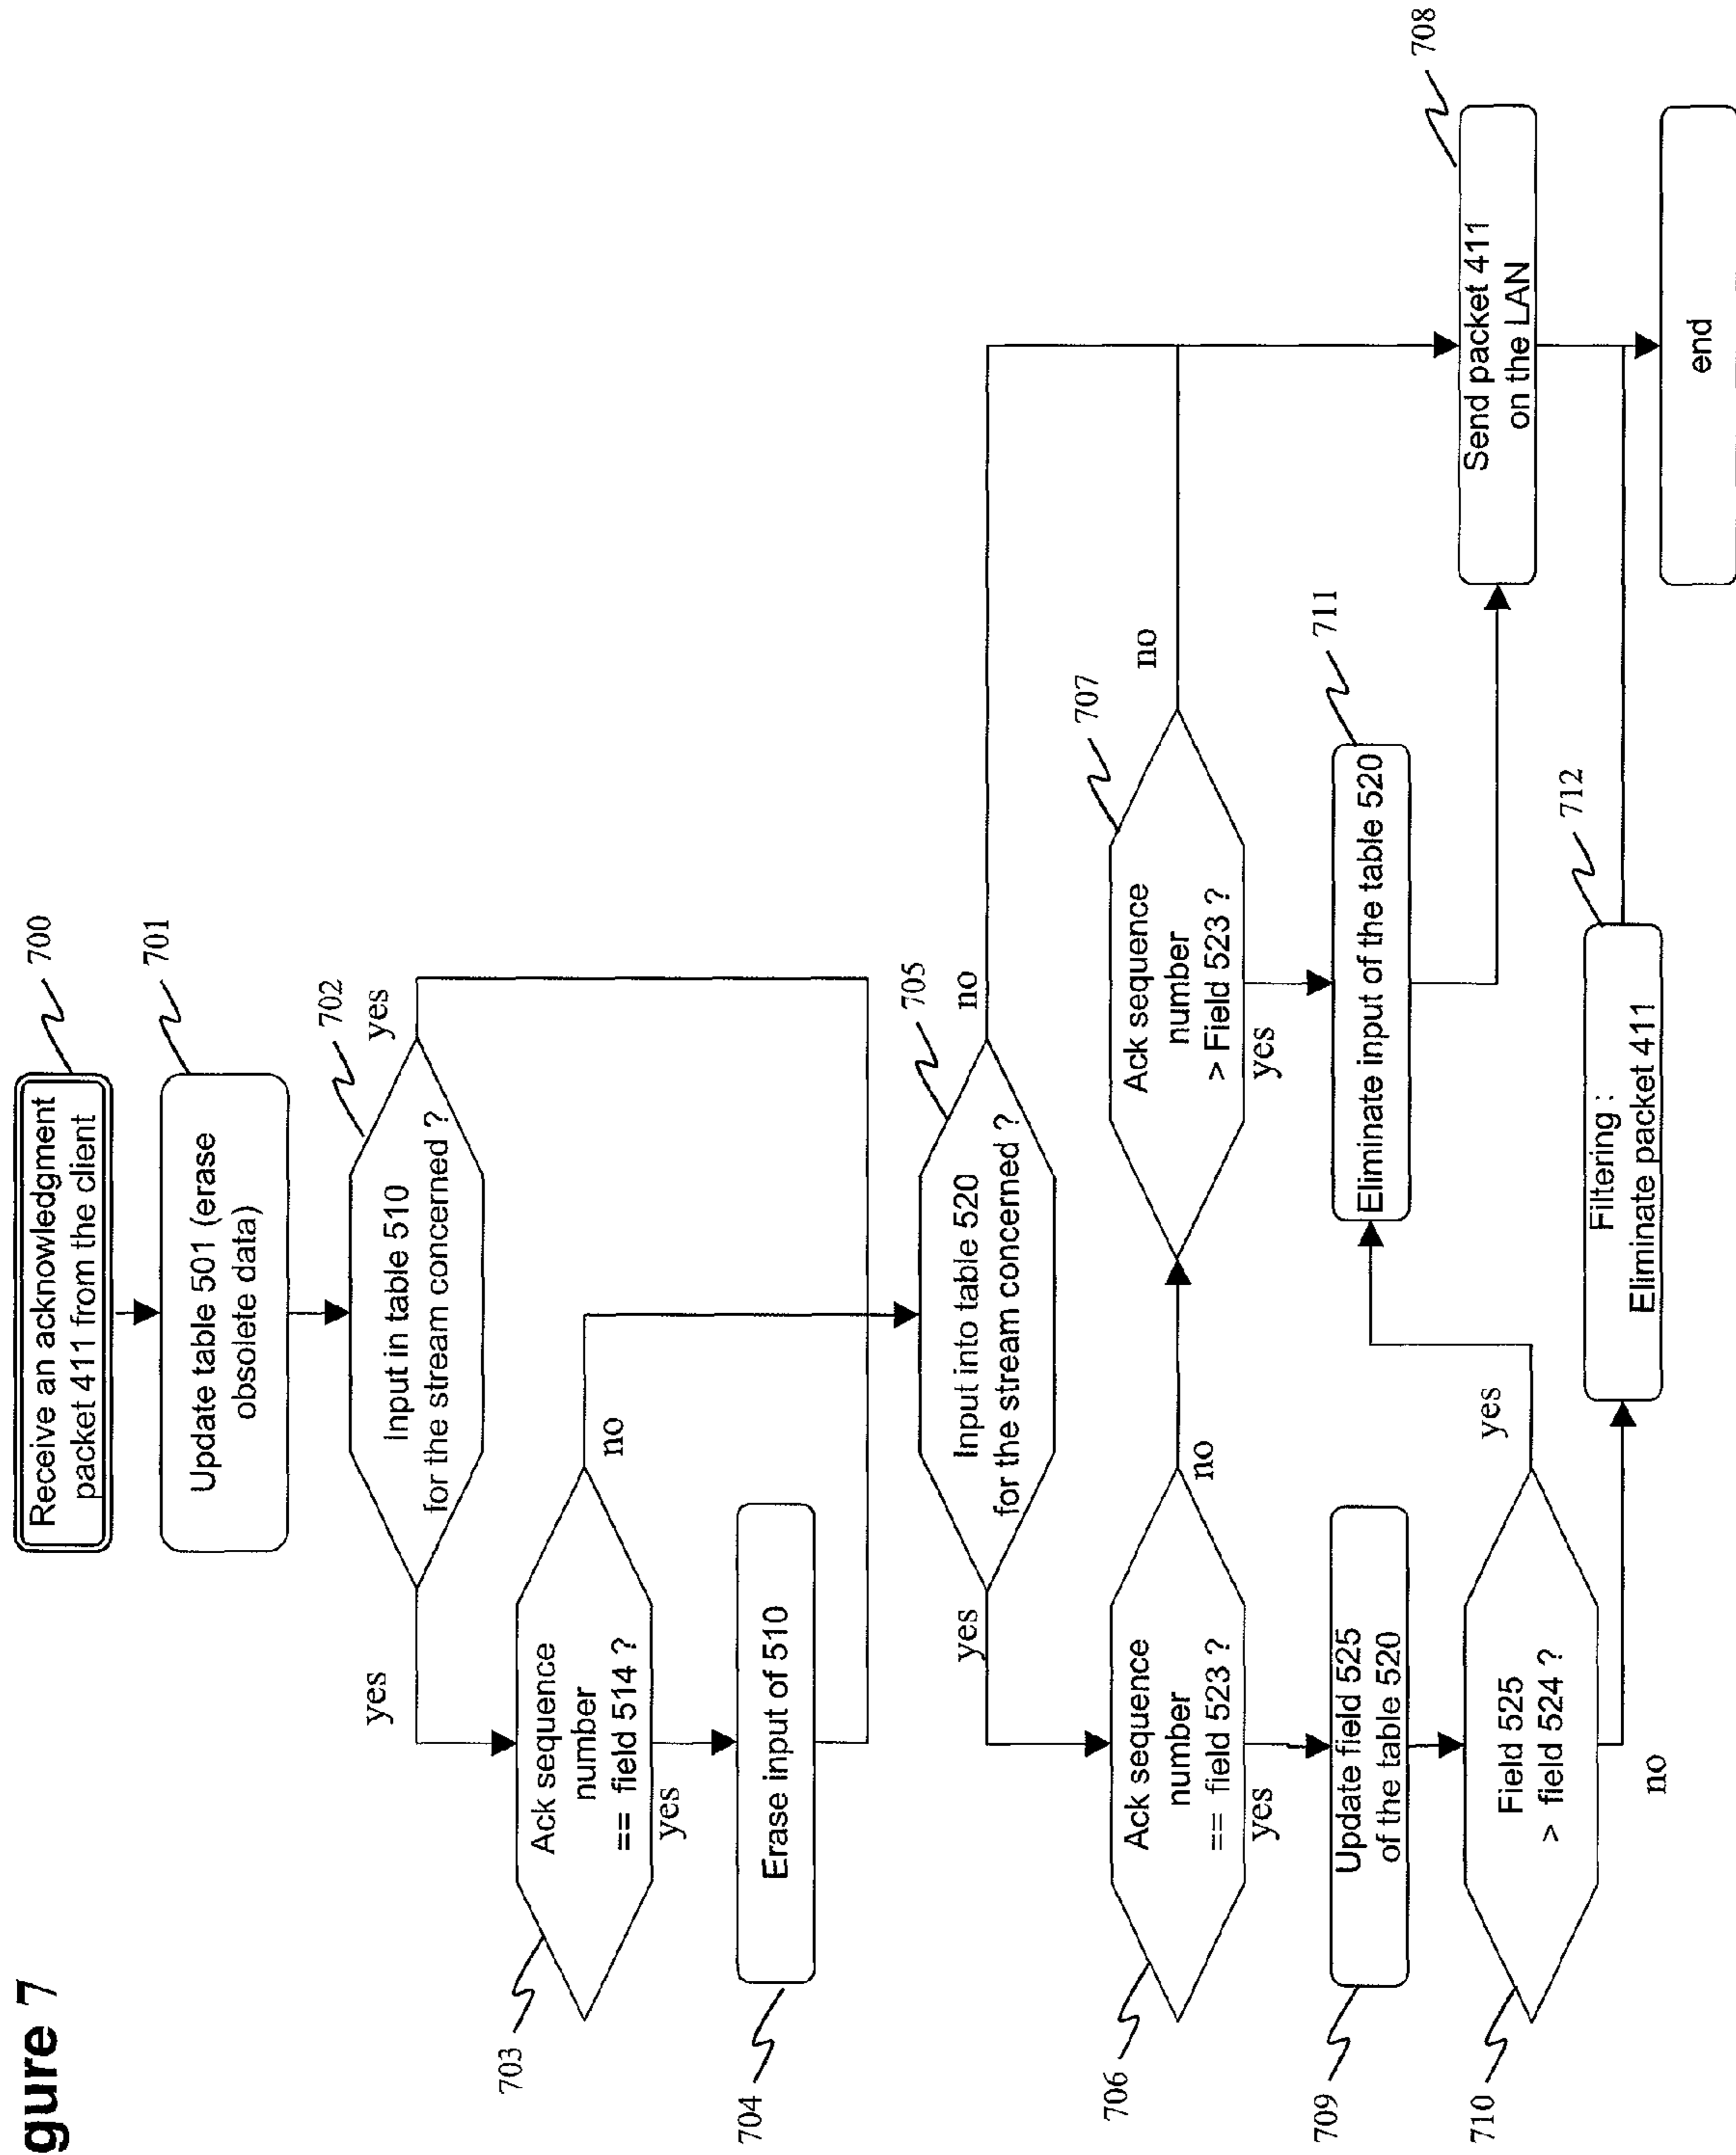 gure 7
Receive an acknowledgment
packet 411 from the client
700
Update table 501 (erase
obsolete data)
701
Input in table 510
for the stream concerned ?
702
yes
yes
Ack sequence
number
== field 514 ?
703
no
yes
Erase input of 510
704
Input into table 520
for the stream concerned ?
705
no
yes
Ack sequence
number
== field 523 ?
706
no
yes
Ack sequence
number
> Field 523 ?
707
no
yes
Update field 525
of the table 520
709
Eliminate input of the table 520
711
Field 525
> field 524 ?
710
yes
no
Send packet 411
on the LAN
708
Filtering :
Eliminate packet 411
712
end